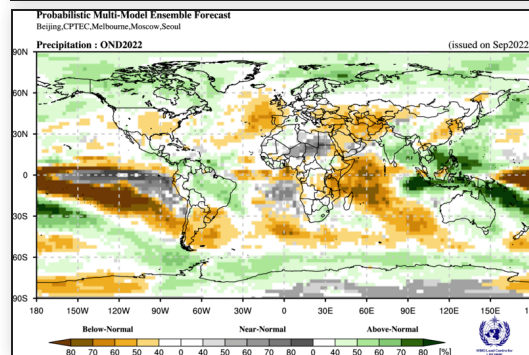 Probabilistic Multi-Model Ensemble Forecast
Beijing,CPTEC,Melbourne,Moscow,Seoul
Precipitation : OND2022 (issued on Sep2022
90N
60N
30N
0
30S
60S
90S
180 150W 120W 90W 60W 30W 0 30E 60E 90E 120E 150E 1
Below-Normal Near-Normal Above-Normal
80 70 60 50 40 0 40 50 60 70 80 0 40 50 60 70 80 [%]